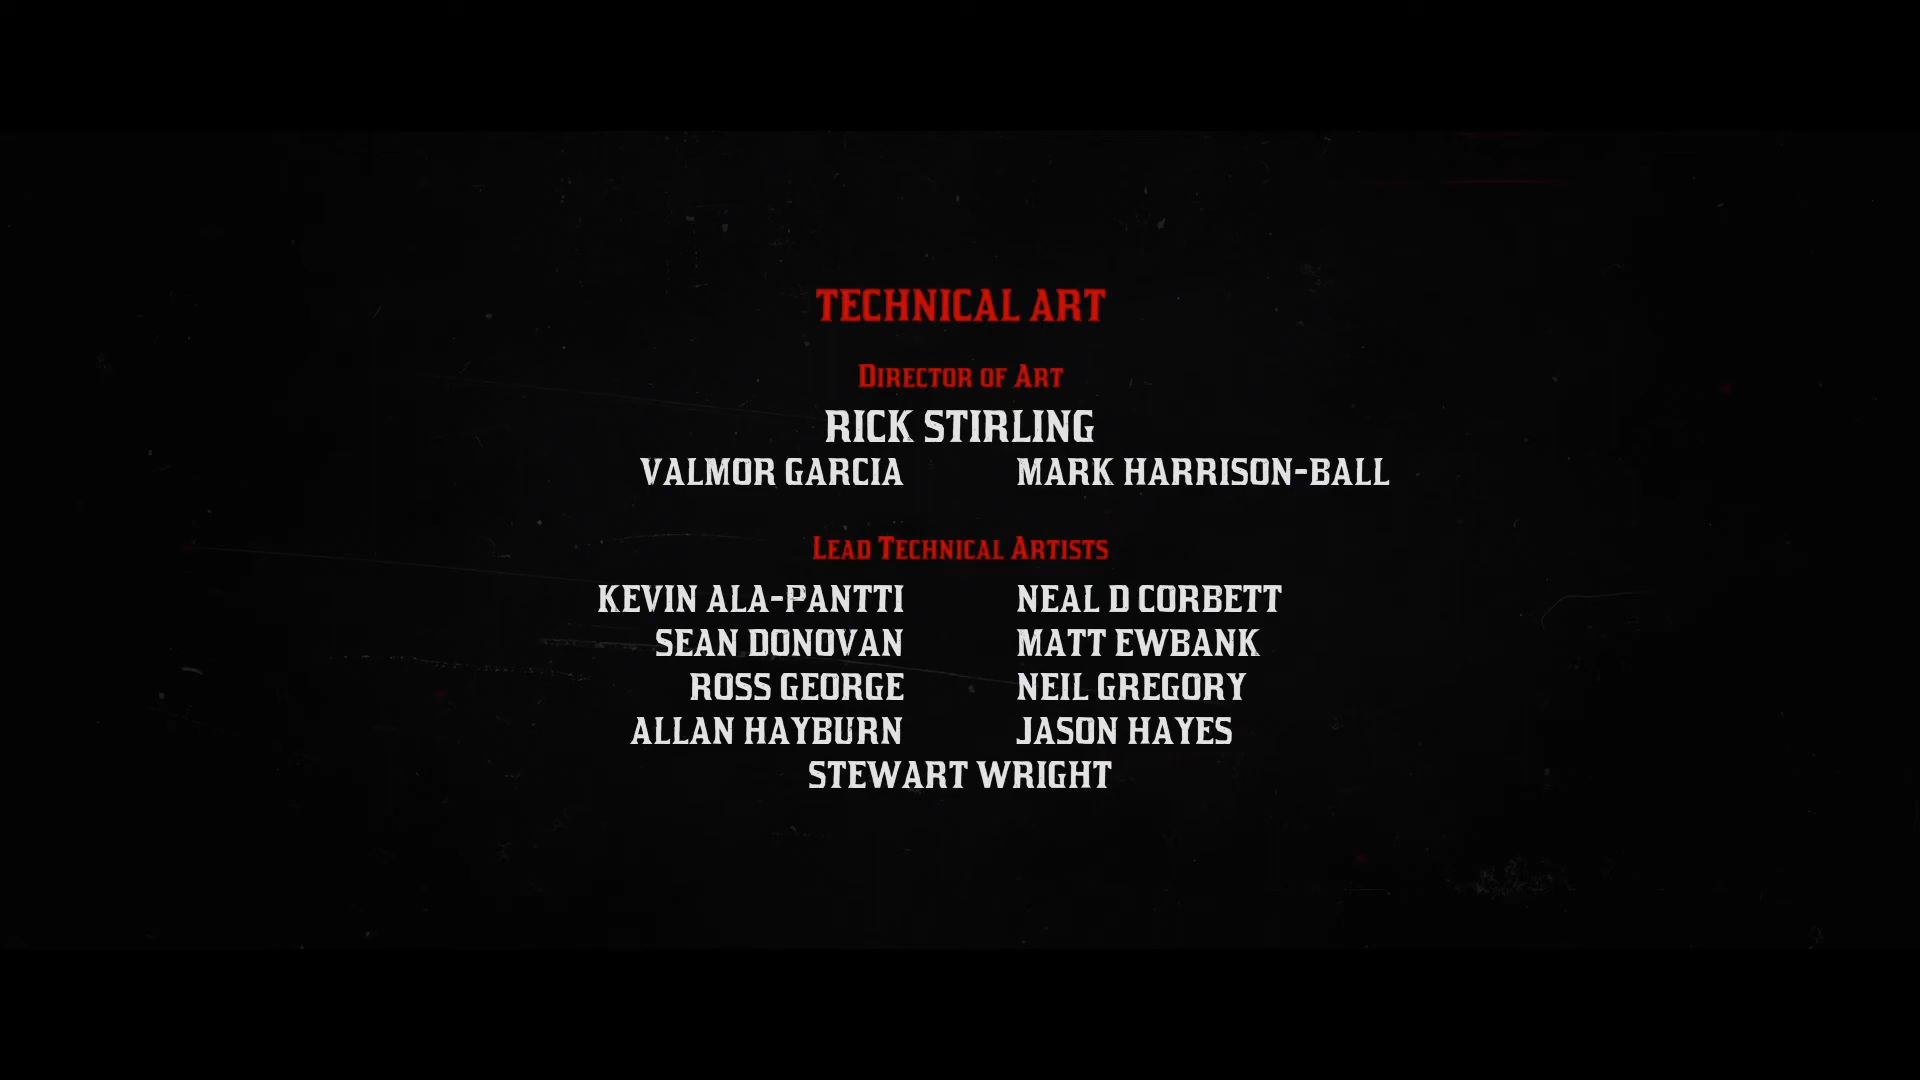 TECHNICAL ART
DIRECTOR OF ART
RICK STIRLING
VALMOR GARCIA MARK HARRISON-BALL
LEAD TECHNICAL ARTISTS
KEVIN ALA-PANTTI NEAL D CORBETT
SEAN DONOVAN MATT EWBANK
ROSS GEORGE NEIL GREGORY
ALLAN HAYBURN JASON HAYES
STEWART WRIGHT